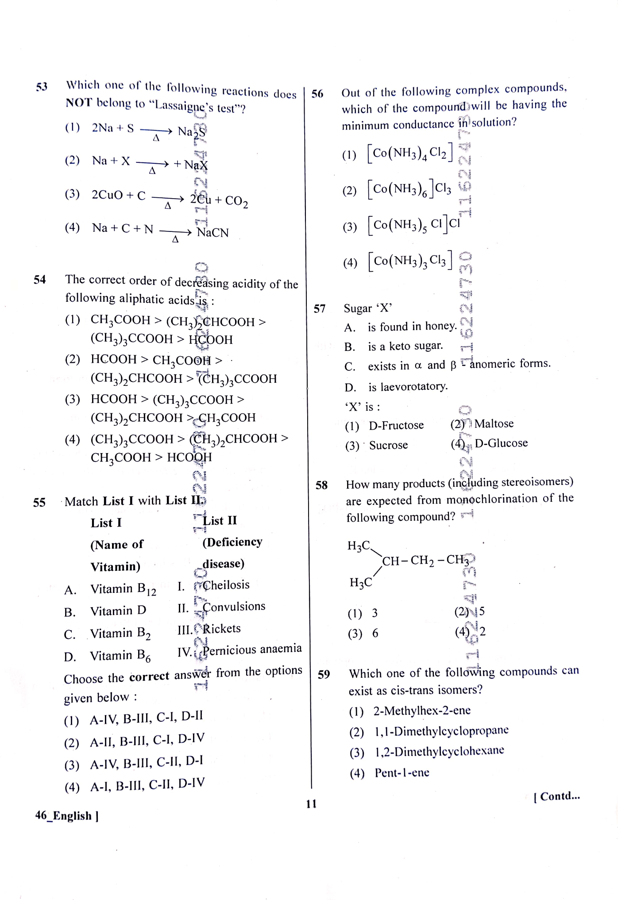 53 Which one of the following reactions does
NOT belong to "Lassaigne's test"?
(1) 2Na + S →Δ Na₂S
(2) Na + X →Δ + NaX
(3) 2CuO + C →Δ 2Cu + CO₂
(4) Na + C + N →Δ NaCN
54 The correct order of decreasing acidity of the
following aliphatic acids is :
(1) CH₃COOH > (CH₃)₂CHCOOH >
(CH₃)₃CCOOH > HCOOH
(2) HCOOH > CH₃COOH >
(CH₃)₂CHCOOH > (CH₃)₃CCOOH
(3) HCOOH > (CH₃)₃CCOOH >
(CH₃)₂CHCOOH > CH₃COOH
(4) (CH₃)₃CCOOH > (CH₃)₂CHCOOH >
CH₃COOH > HCOOH
55 Match List I with List II.
List I List II
(Name of (Deficiency
Vitamin) disease)
A. Vitamin B₁₂ I. Cheilosis
B. Vitamin D II. Convulsions
C. Vitamin B₂ III. Rickets
D. Vitamin B₆ IV. Pernicious anaemia
Choose the correct answer from the options
given below :
(1) A-IV, B-III, C-I, D-II
(2) A-II, B-III, C-I, D-IV
(3) A-IV, B-III, C-II, D-I
(4) A-I, B-III, C-II, D-IV
56 Out of the following complex compounds,
which of the compound will be having the
minimum conductance in solution?
(1) [Co(NH₃)₄ Cl₂]
(2) [Co(NH₃)₆]Cl₃
(3) [Co(NH₃)₅ Cl]Cl
(4) [Co(NH₃)₃ Cl₃]
57 Sugar 'X'
A. is found in honey.
B. is a keto sugar.
C. exists in α and β - anomeric forms.
D. is laevorotatory.
'X' is :
(1) D-Fructose (2) Maltose
(3) Sucrose (4) D-Glucose
58 How many products (including stereoisomers)
are expected from monochlorination of the
following compound?
H₃C
CH – CH₂ – CH₃
H₃C
(1) 3 (2) 5
(3) 6 (4) 2
59 Which one of the following compounds can
exist as cis-trans isomers?
(1) 2-Methylhex-2-ene
(2) 1,1-Dimethylcyclopropane
(3) 1,2-Dimethylcyclohexane
(4) Pent-1-ene
[ Contd...
11
46_English ]